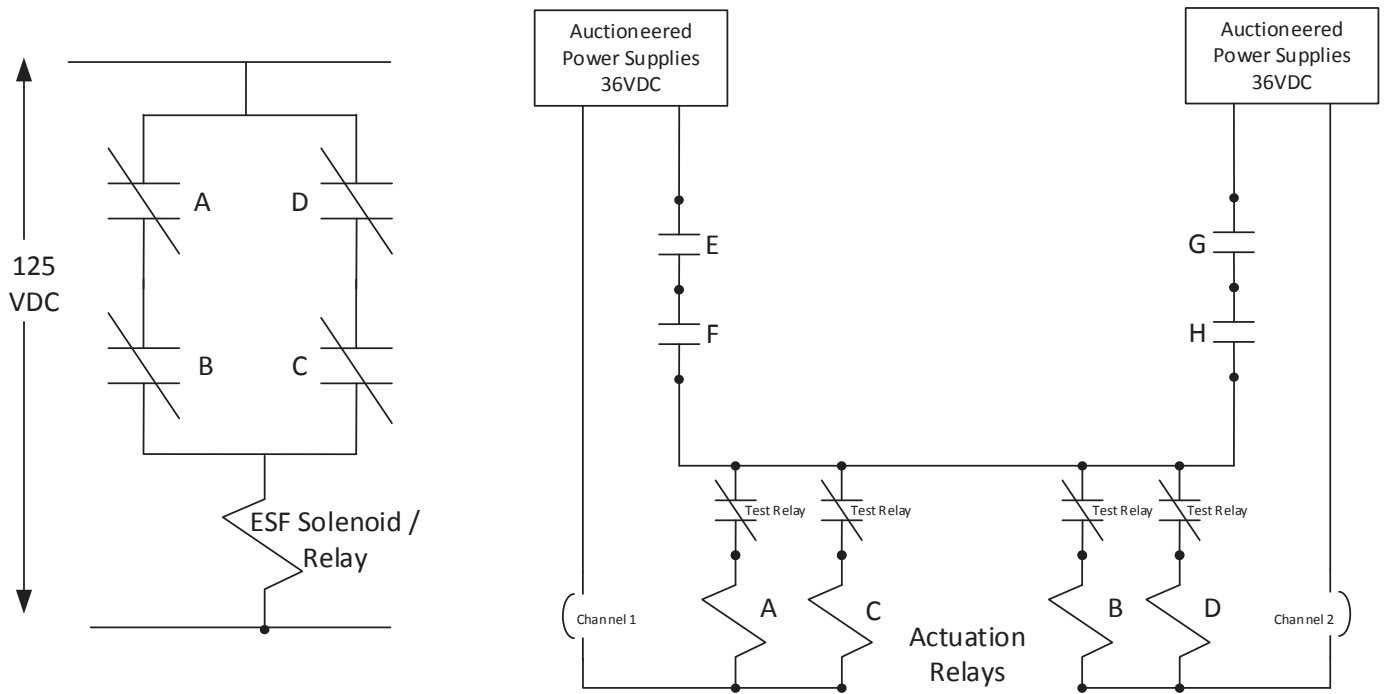 Auctioneered
Power Supplies
36VDC
Auctioneered
Power Supplies
36VDC
A
D
E
G
125
VDC
B
C
F
H
ESF Solenoid /
Relay
Test Relay
Test Relay
Test Relay
Test Relay
A
C
B
D
Channel 1
Channel 2
Actuation
Relays